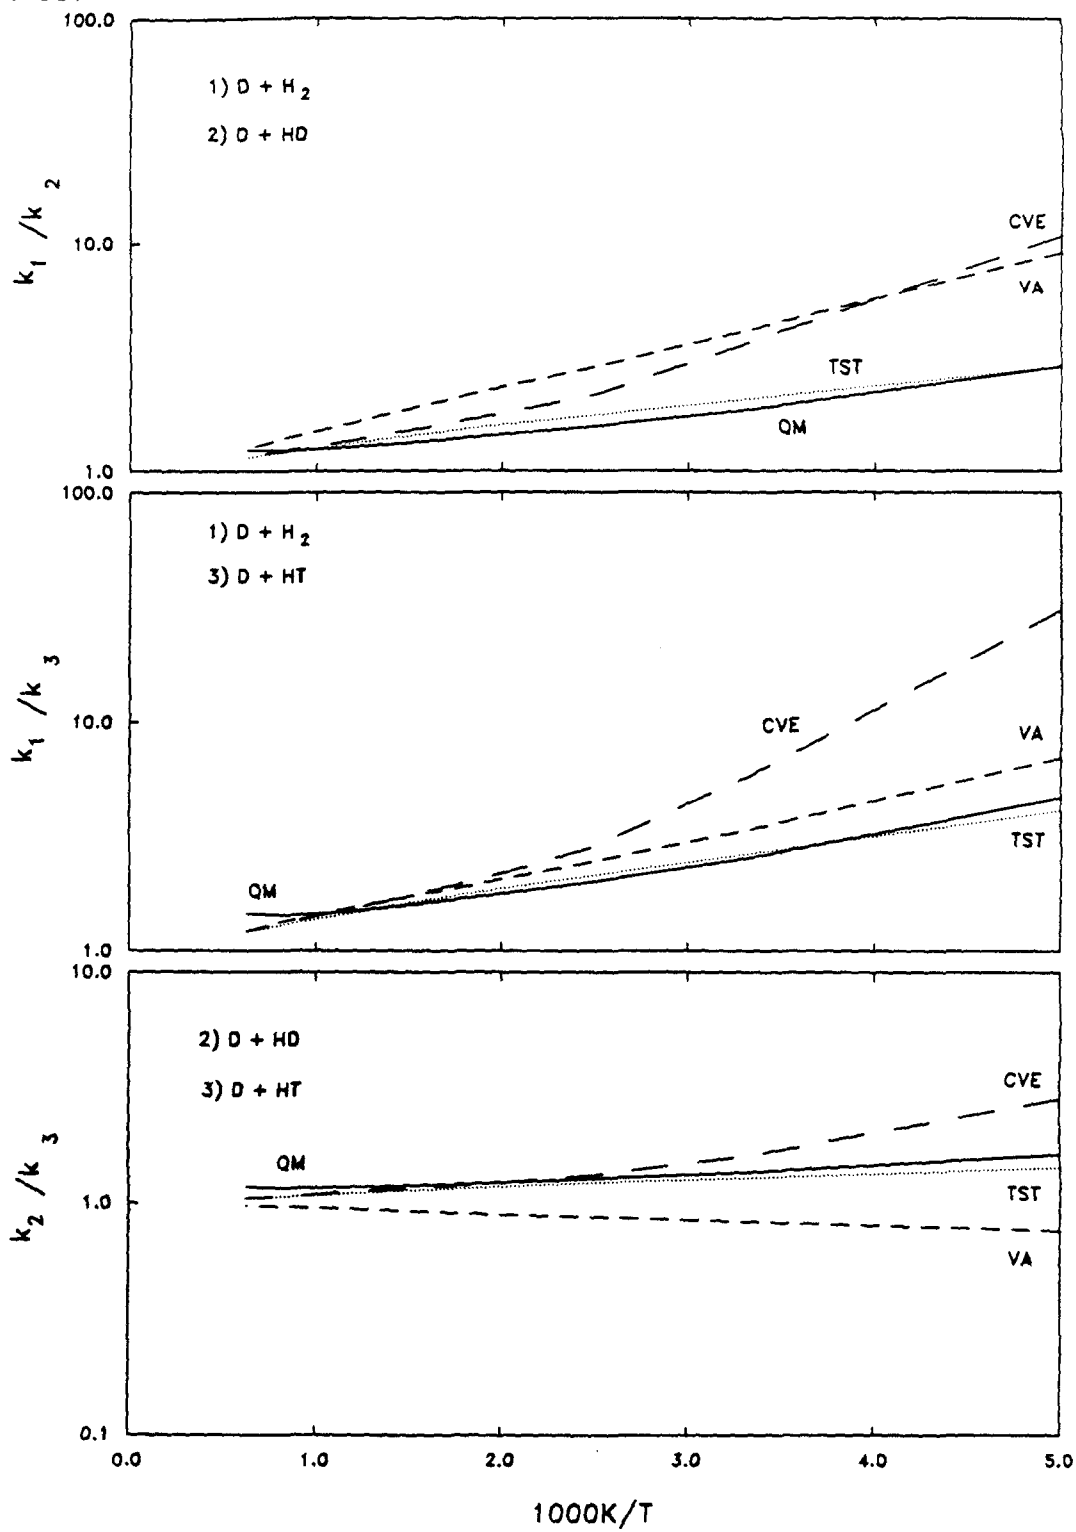 100.0
1) D + H2
2) D + HD
k1 /k 2
CVE
10.0
VA
TST
QM
1.0
100.0
1) D + H2
3) D + HT
k1 /k 3
CVE
10.0
VA
TST
QM
1.0
10.0
2) D + HD
3) D + HT
k2 /k 3
CVE
QM
1.0
TST
VA
0.1
0.0 1.0 2.0 3.0 4.0 5.0
1000K/T